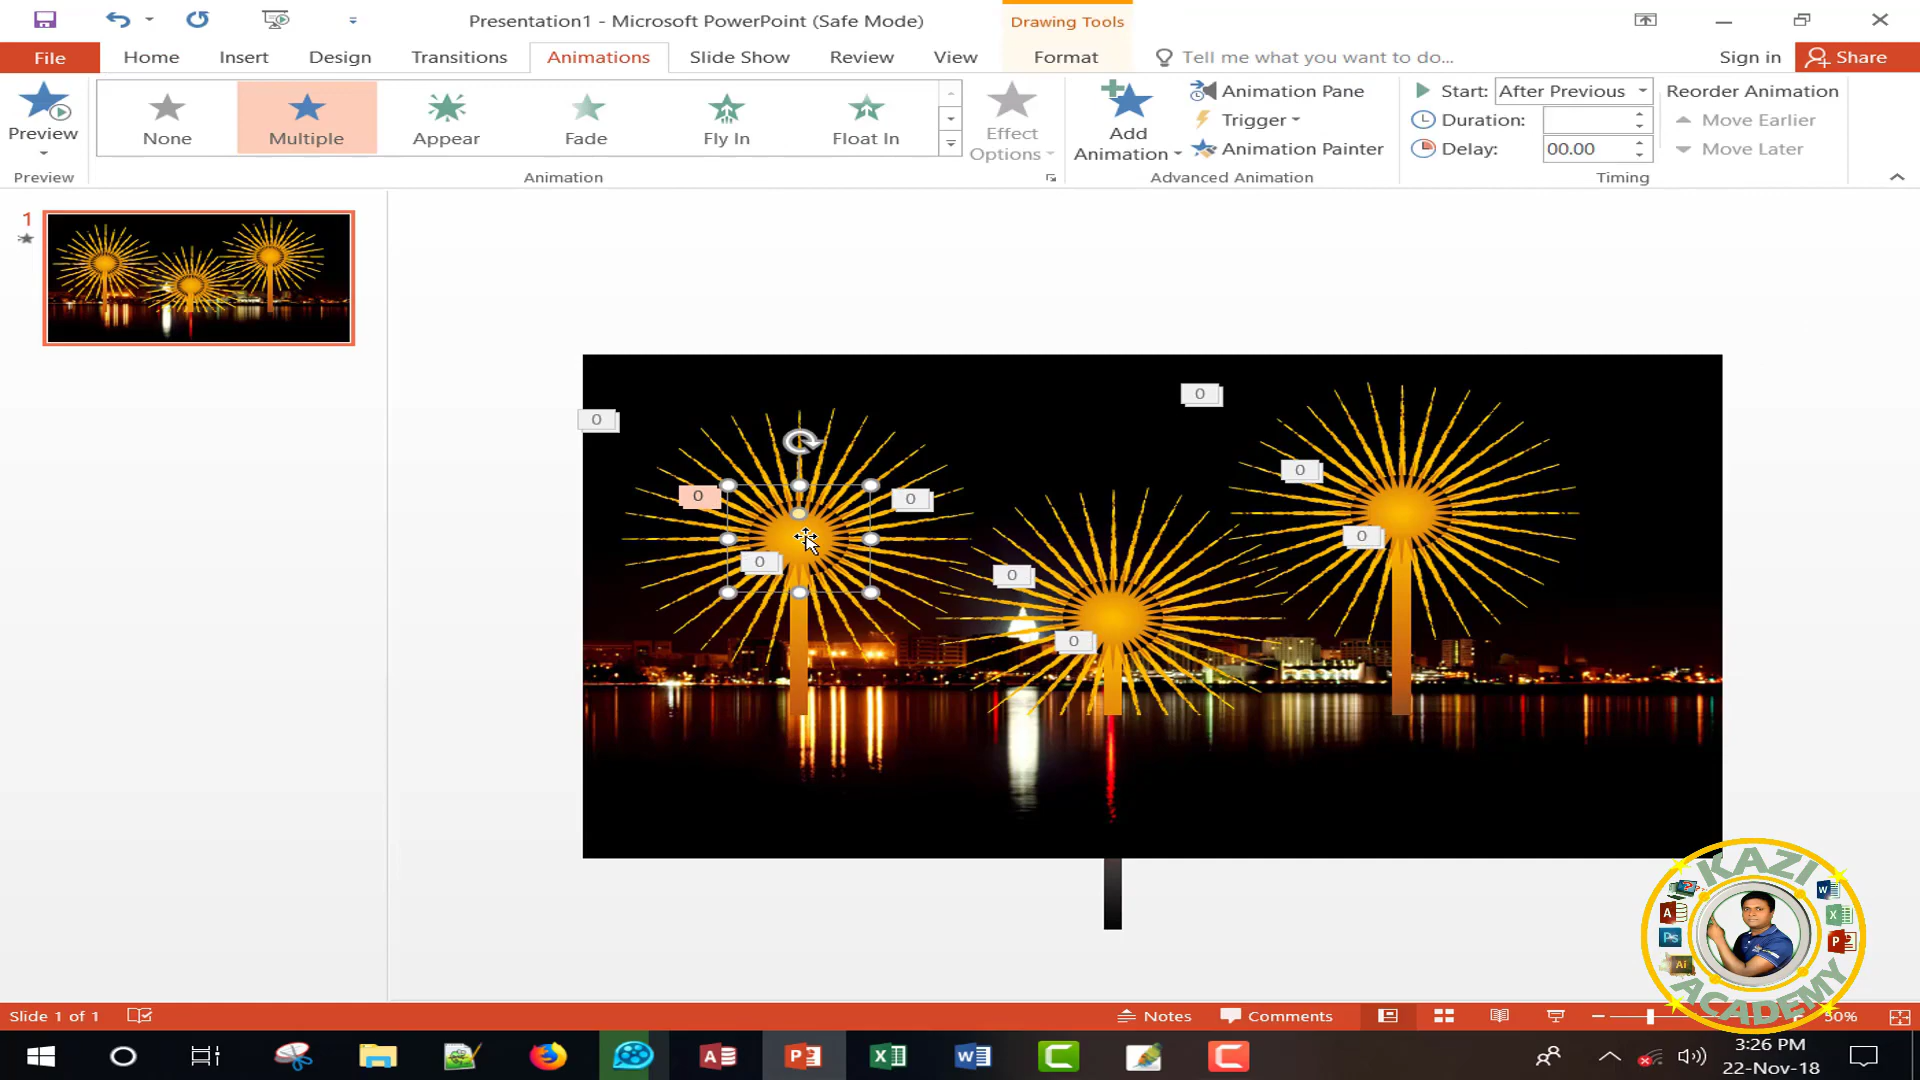 Presentation1 - Microsoft PowerPoint (Safe Mode)
Drawing Tools
File
Home
Insert
Design
Transitions
Animations
Slide Show
Review
View
Format
Tell me what you want to do...
Sign in
Share
Preview
None
Multiple
Appear
Fade
Fly In
Float In
Effect
Options
Add
Animation
Animation Pane
Trigger
Animation Painter
Start: After Previous
Duration:
Delay: 00.00
Reorder Animation
Move Earlier
Move Later
Preview
Animation
Advanced Animation
Timing
1
0
0
0
0
0
0
0
0
0
KAZI
ACADEMY
Slide 1 of 1
Notes
Comments
3:26 PM
22-Nov-18